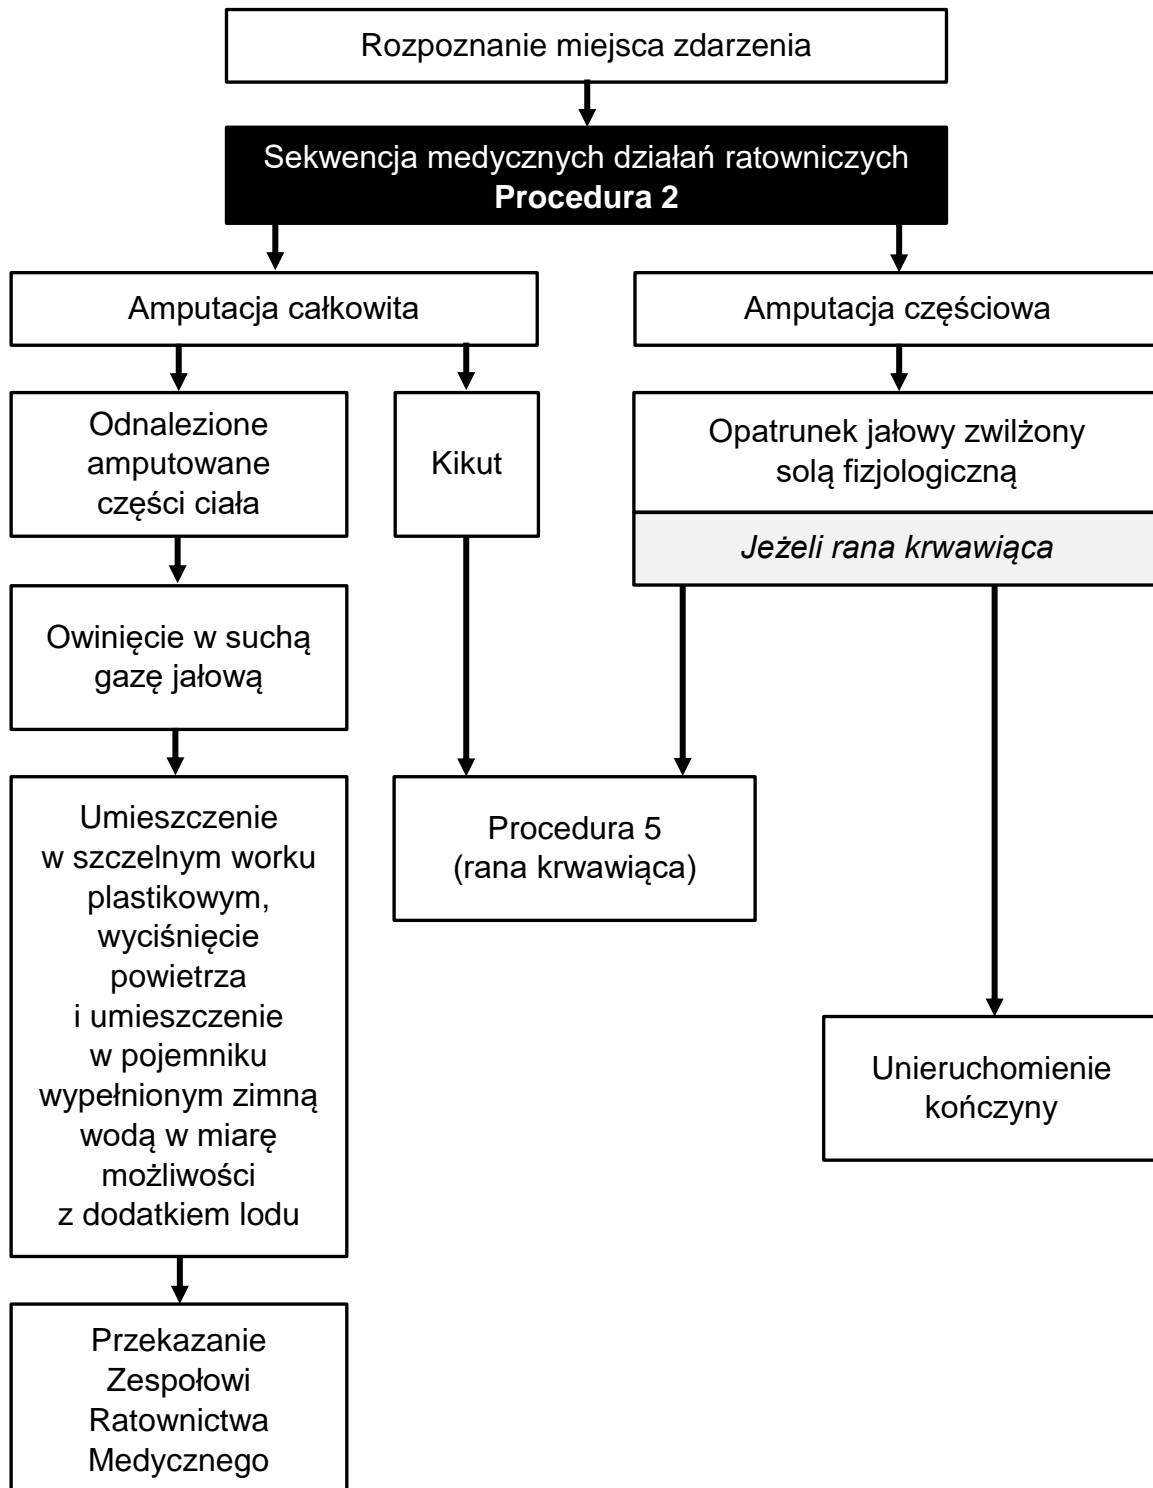 Rozpoznanie miejsca zdarzenia
Sekwencja medycznych działań ratowniczych
Procedura 2
Amputacja całkowita
Amputacja częściowa
Odnalezione
amputowane
części ciała
Kikut
Opatrunek jałowy zwilżony
solą fizjologiczną
Jeżeli rana krwawiąca
Owinięcie w suchą
gazę jałową
Umieszczenie
w szczelnym worku
plastikowym,
wyciśnięcie
powietrza
i umieszczenie
w pojemniku
wypełnionym zimną
wodą w miarę
możliwości
z dodatkiem lodu
Procedura 5
(rana krwawiąca)
Unieruchomienie
kończyny
Przekazanie
Zespołowi
Ratownictwa
Medycznego